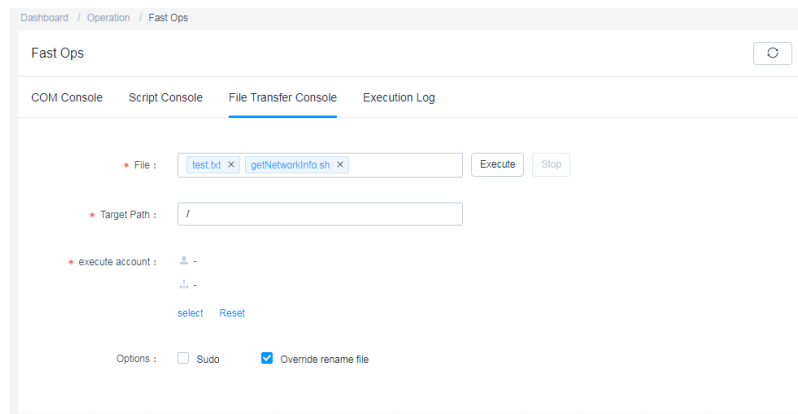 Dashboard / Operation / Fast Ops
Fast Ops
COM Console Script Console File Transfer Console Execution Log
* File : test.txt × getNetworkInfo.sh × Execute Stop
* Target Path : /
* execute account : -
-
select Reset
Options : Sudo Override rename file